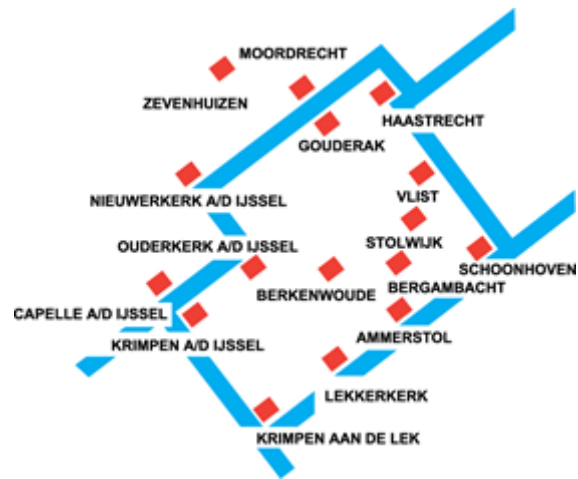 MOORDRECHT
ZEVENHUIZEN
HAASTRECHT
GOUDERAK
VLIST
NIEUWERKERK A/D IJSSEL
OUDERKERK A/D IJSSEL
STOLWIJK
SCHOONHOVEN
BERGAMBACHT
BERKENWOUDE
CAPELLE A/D IJSSEL
AMMERSTOL
KRIMPEN A/D IJSSEL
LEKKERKERK
KRIMPEN AAN DE LEK